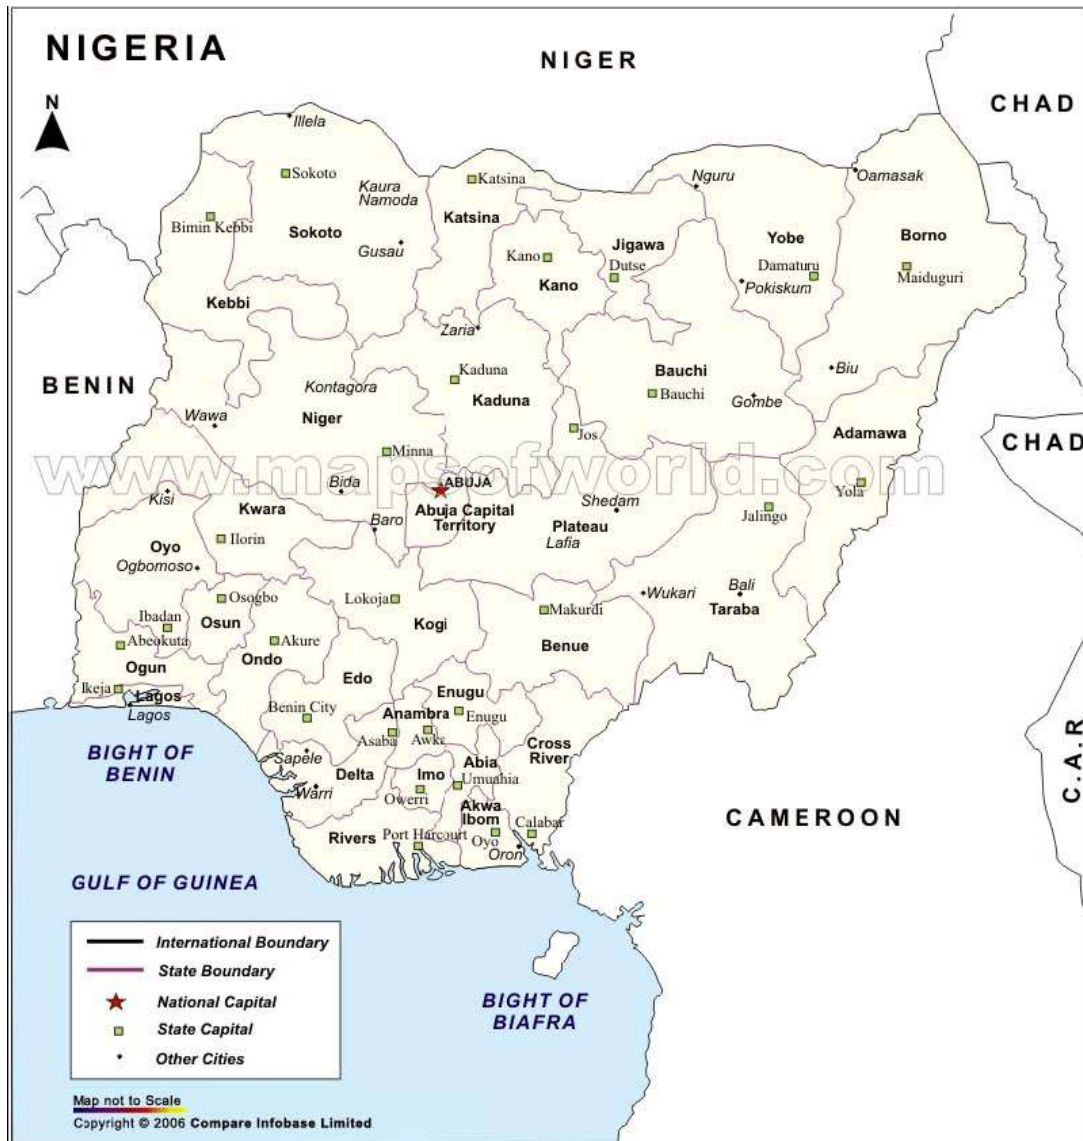 NIGERIA
NIGER
CHAD
N
Illela
Sokoto
Kaura
Namoda
Katsina
Nguru
Oamasak
Bimin Kebbi
Sokoto
Gusau
Katsina
Kano
Kano
Jigawa
Dutse
Yobe
Damaturu
Pokiskum
Borno
Maiduguri
Kebbi
Zaria
BENIN
Kontagora
Kaduna
Kaduna
Bauchi
Bauchi
Gombe
Biu
Wawa
Niger
Jos
Adamawa
CHAD
Minna
www.mapsofworld.com
Kisi
Bida
ABUJA
Abuja Capital
Territory
Shedam
Jalingo
Yola
Kwara
Baro
Plateau
Lafia
Oyo
Ilorin
Ogbomoso
Osogbo
Lokoja
Makurdi
Wukari
Bali
Taraba
Ibadan
Osun
Kogi
Abeokuta
Akure
Benue
Ogun
Ondo
Edo
Ikeja
Lagos
Lagos
Benin City
Enugu
Enugu
Anambra
Asaba
Cross
River
BIGHT OF
BENIN
Sapele
Delta
Warri
Imo
Owerri
Abia
Umuahia
Akwa
Ibom
Oyo
Calabar
Oron
Rivers
Port Harcourt
CAMEROON
C.A.R
GULF OF GUINEA
International Boundary
State Boundary
National Capital
State Capital
Other Cities
BIGHT OF
BIAFRA
Map not to Scale
Copyright © 2006 Compare Infobase Limited